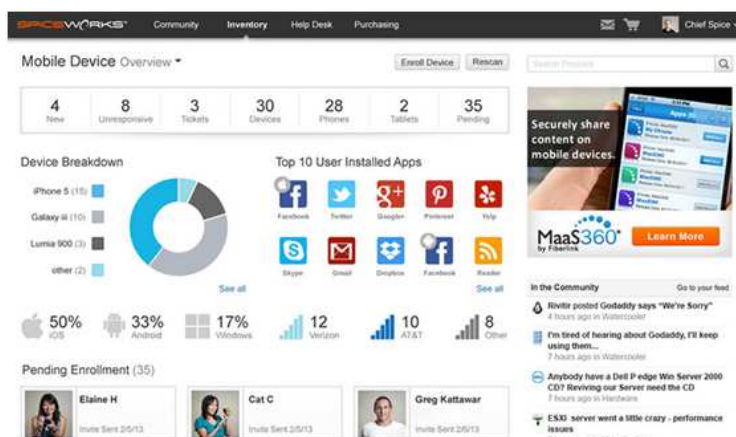 SPICEWORKS Community Inventory Help Desk Purchasing Chief Spice
Mobile Device Overview
Enroll Device Rescan
4 8 3 30 28 2 35
New Unresponsive Tickets Devices Phones Tablets Pending
Device Breakdown
iPhone 5 (15)
Galaxy iii (10)
Lumia 900 (3)
other (2)
See all
Top 10 User Installed Apps
Facebook Twitter Google+ Pinterest Yelp
Skype Gmail Dropbox Facebook Reader
See all
50% iOS
33% Android
17% Windows
12 Verizon
10 AT&T
8 Other
Pending Enrollment (35)
Elaine H
Invite Sent 2/5/13
Cat C
Invite Sent 2/5/13
Greg Kattawar
Invite Sent 2/6/13
Securely share
content on
mobile devices.
MaaS360
by Fiberlink
Learn More
In the Community Go to your feed
Rivitir posted Godaddy says "We're Sorry"
4 hours ago in Watercooler
I'm tired of hearing about Godaddy, I'll keep
using them...
7 hours ago in Watercooler
Anybody have a Dell P edge Win Server 2000
CD? Reviving our Server need the CD
7 hours ago in Hardware
ESXI server went a little crazy - performance
issues